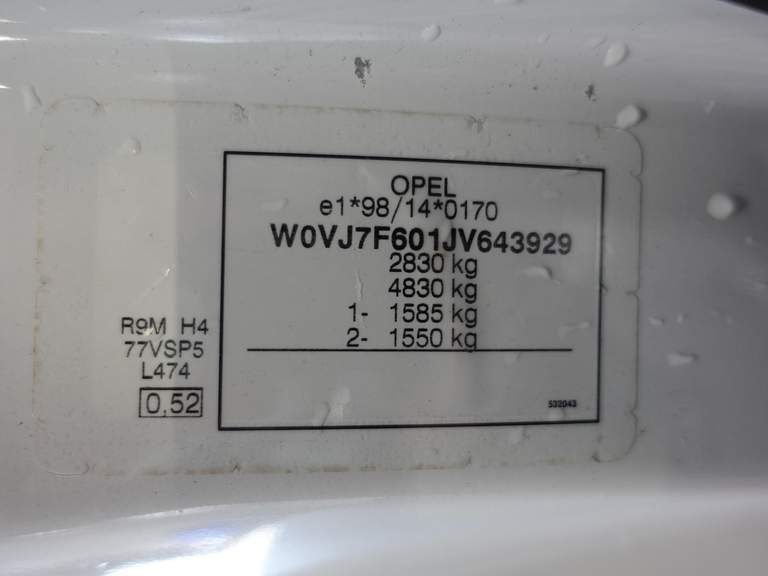 OPEL
e1*98/14*0170
W0VJ7F601JV643929
2830 kg
4830 kg
1- 1585 kg
2- 1550 kg
R9M H4
77VSP5
L474
0,52
532043